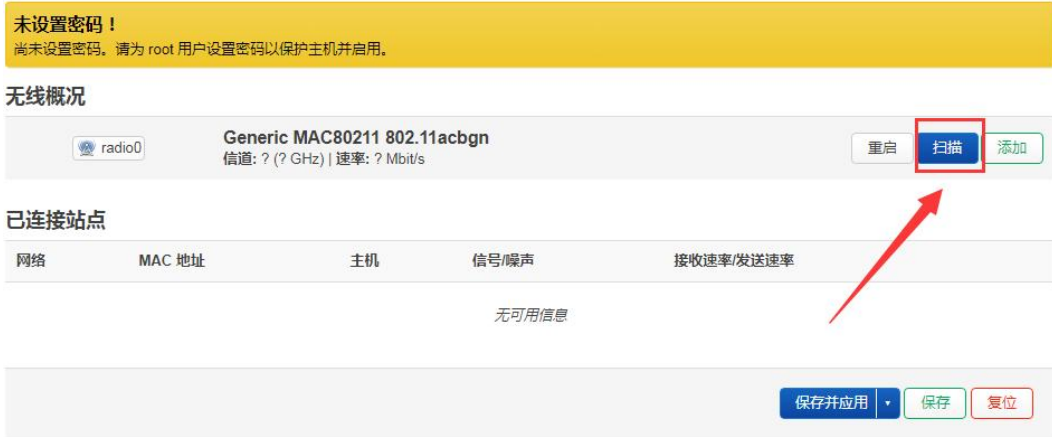 未设置密码！
尚未设置密码。请为 root 用户设置密码以保护主机并启用。
无线概况
radio0
Generic MAC80211 802.11acbgn
信道: ? (? GHz) | 速率: ? Mbit/s
重启 扫描 添加
已连接站点
网络 MAC 地址 主机 信号/噪声 接收速率/发送速率
无可用信息
保存并应用 保存 复位